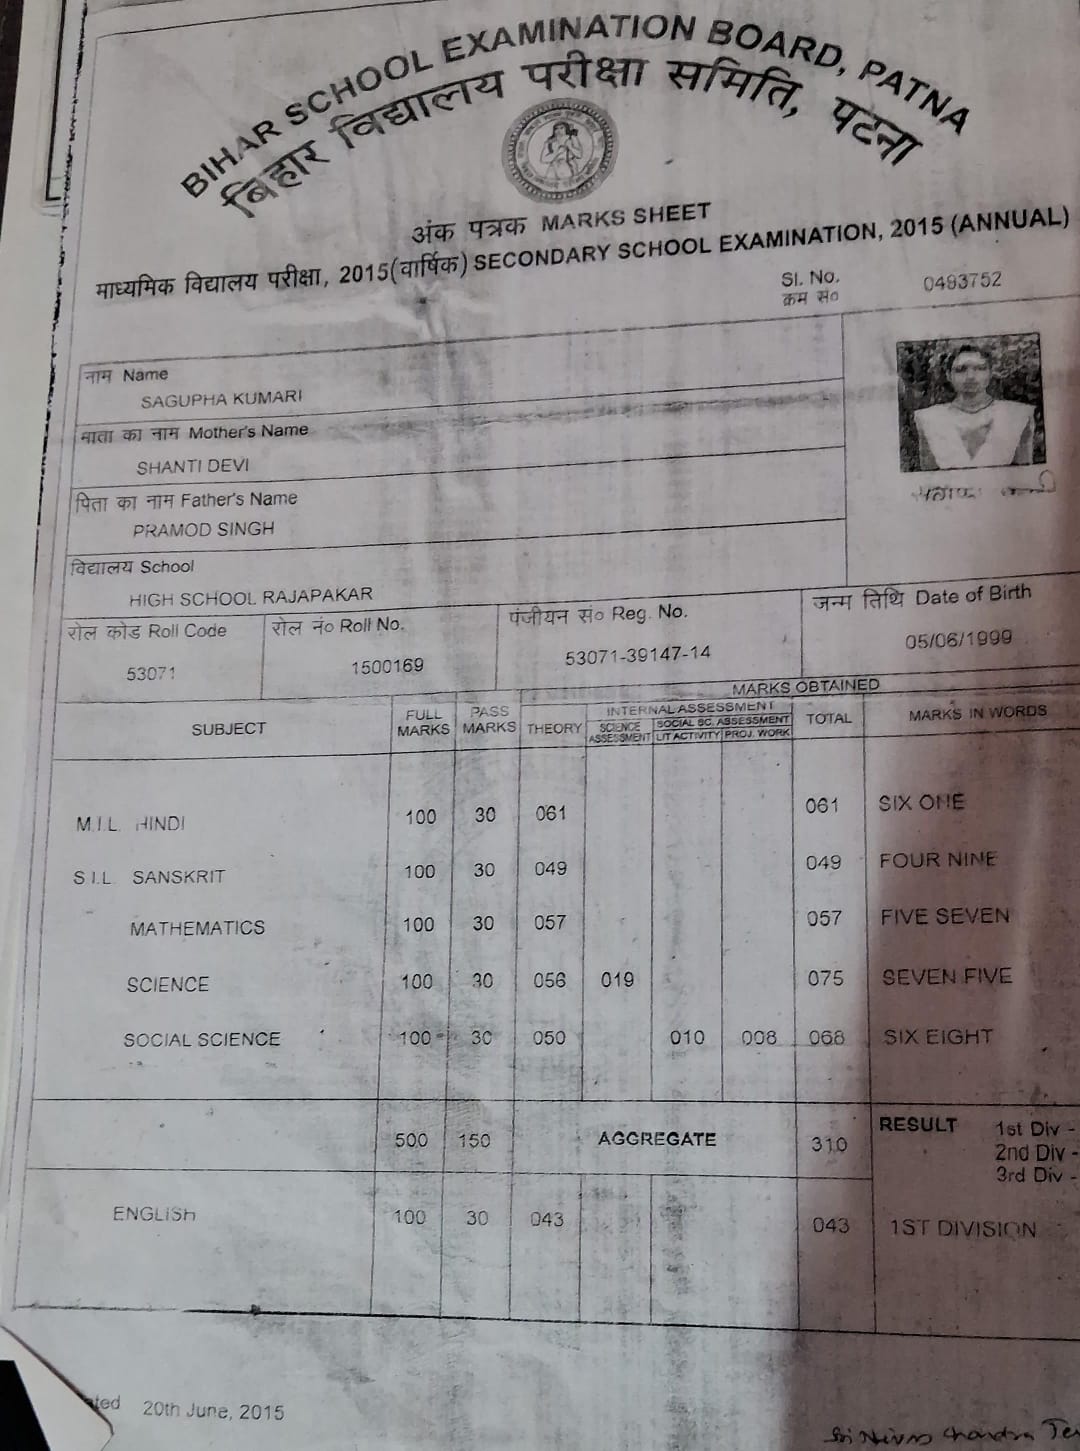 BIHAR SCHOOL EXAMINATION BOARD, PATNA
बिहार विद्यालय परीक्षा समिति, पटना
अंक पत्रक MARKS SHEET
माध्यमिक विद्यालय परीक्षा, 2015(वार्षिक) SECONDARY SCHOOL EXAMINATION, 2015 (ANNUAL)
Sl. No. 0493752
क्रम सं०
नाम Name
SAGUPHA KUMARI
माता का नाम Mother's Name
SHANTI DEVI
पिता का नाम Father's Name
PRAMOD SINGH
विद्यालय School
HIGH SCHOOL RAJAPAKAR
रोल कोड Roll Code रोल नं० Roll No. पंजीयन सं० Reg. No. जन्म तिथि Date of Birth
53071 1500169 53071-39147-14 05/06/1999
MARKS OBTAINED
SUBJECT FULL MARKS PASS MARKS THEORY INTERNAL ASSESSMENT TOTAL MARKS IN WORDS
SCIENCE ASSESSMENT SOCIAL SC. ASSESSMENT
LIT ACTIVITY PROJ. WORK
M.I.L. HINDI 100 30 061 061 SIX ONE
S.I.L. SANSKRIT 100 30 049 049 FOUR NINE
MATHEMATICS 100 30 057 057 FIVE SEVEN
SCIENCE 100 30 056 019 075 SEVEN FIVE
SOCIAL SCIENCE 100 30 050 010 008 068 SIX EIGHT
500 150 AGGREGATE 310 RESULT 1st Div -
2nd Div -
3rd Div -
ENGLISH 100 30 043 043 1ST DIVISION
20th June, 2015